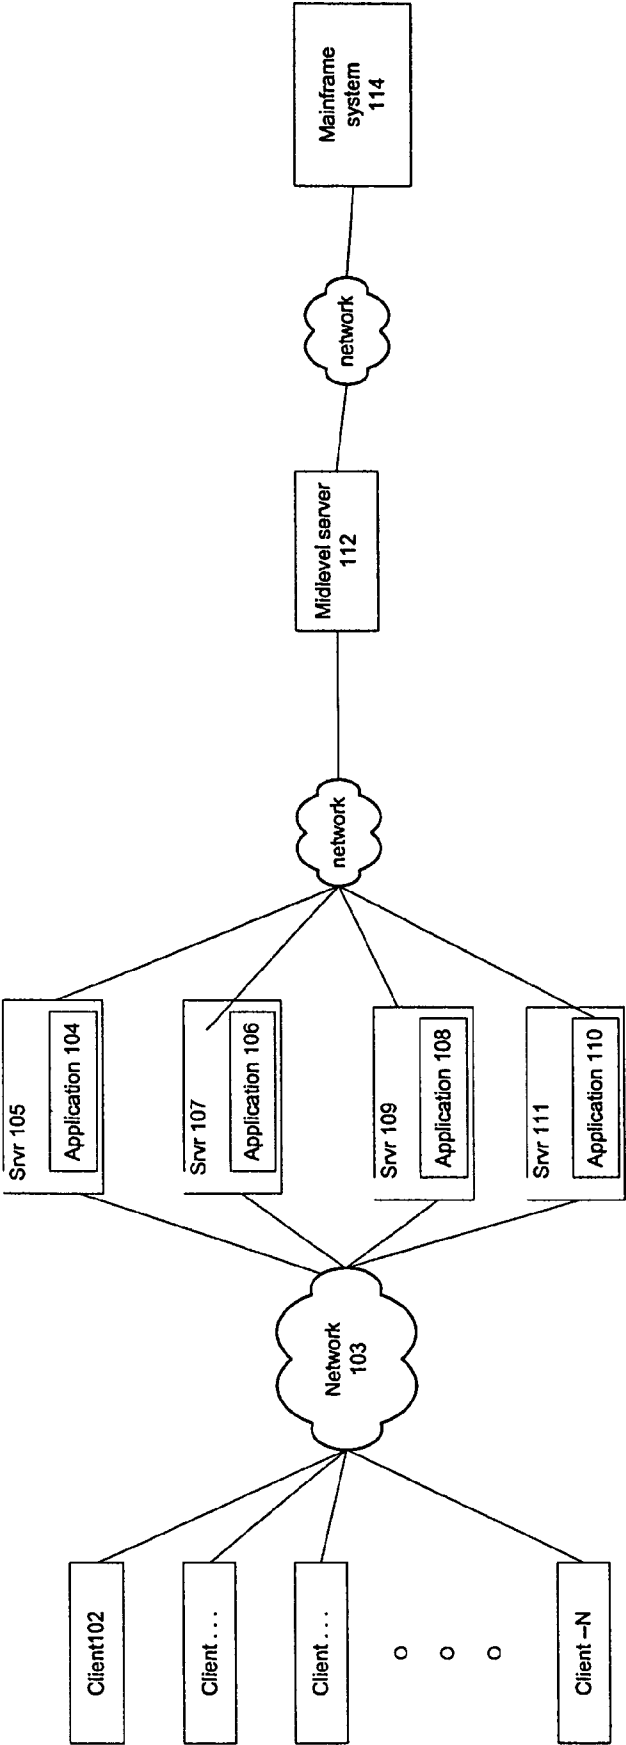 Client102
Client . . .
Client . . .
Client –N
Network
103
Srvr 105
Application 104
Srvr 107
Application 106
Srvr 109
Application 108
Srvr 111
Application 110
network
Midlevel server
112
network
Mainframe
system
114